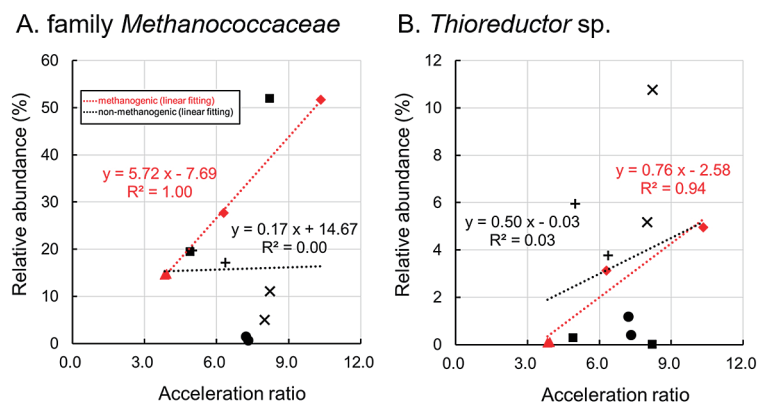 A. family Methanococcaceae
Relative abundance (%)
60
50
40
30
20
10
0
methanogenic (linear fitting)
non-methanogenic (linear fitting)
y = 5.72 x - 7.69
R² = 1.00
y = 0.17 x + 14.67
R² = 0.00
0.0 3.0 6.0 9.0 12.0
Acceleration ratio
B. Thioreductor sp.
Relative abundance (%)
12
10
8
6
4
2
0
y = 0.76 x - 2.58
R² = 0.94
y = 0.50 x - 0.03
R² = 0.03
0.0 3.0 6.0 9.0 12.0
Acceleration ratio